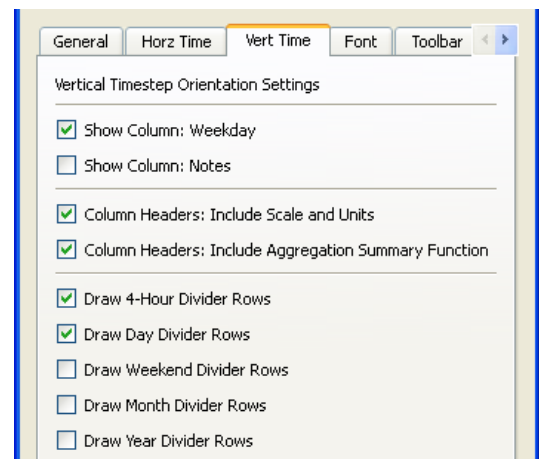 General Horz Time Vert Time Font Toolbar
Vertical Timestep Orientation Settings
Show Column: Weekday
Show Column: Notes
Column Headers: Include Scale and Units
Column Headers: Include Aggregation Summary Function
Draw 4-Hour Divider Rows
Draw Day Divider Rows
Draw Weekend Divider Rows
Draw Month Divider Rows
Draw Year Divider Rows